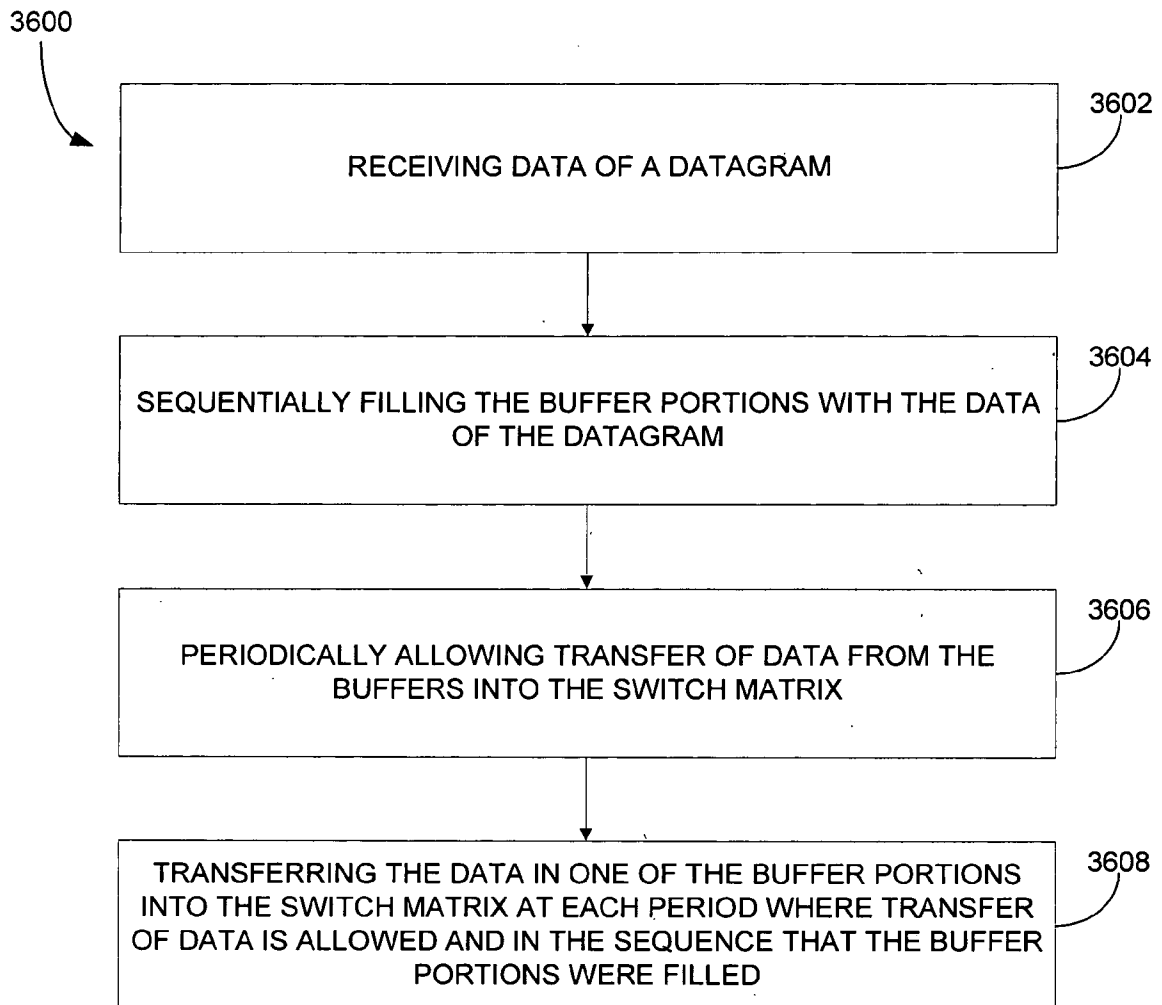 3600
3602
RECEIVING DATA OF A DATAGRAM
3604
SEQUENTIALLY FILLING THE BUFFER PORTIONS WITH THE DATA
OF THE DATAGRAM
3606
PERIODICALLY ALLOWING TRANSFER OF DATA FROM THE
BUFFERS INTO THE SWITCH MATRIX
3608
TRANSFERRING THE DATA IN ONE OF THE BUFFER PORTIONS
INTO THE SWITCH MATRIX AT EACH PERIOD WHERE TRANSFER
OF DATA IS ALLOWED AND IN THE SEQUENCE THAT THE BUFFER
PORTIONS WERE FILLED